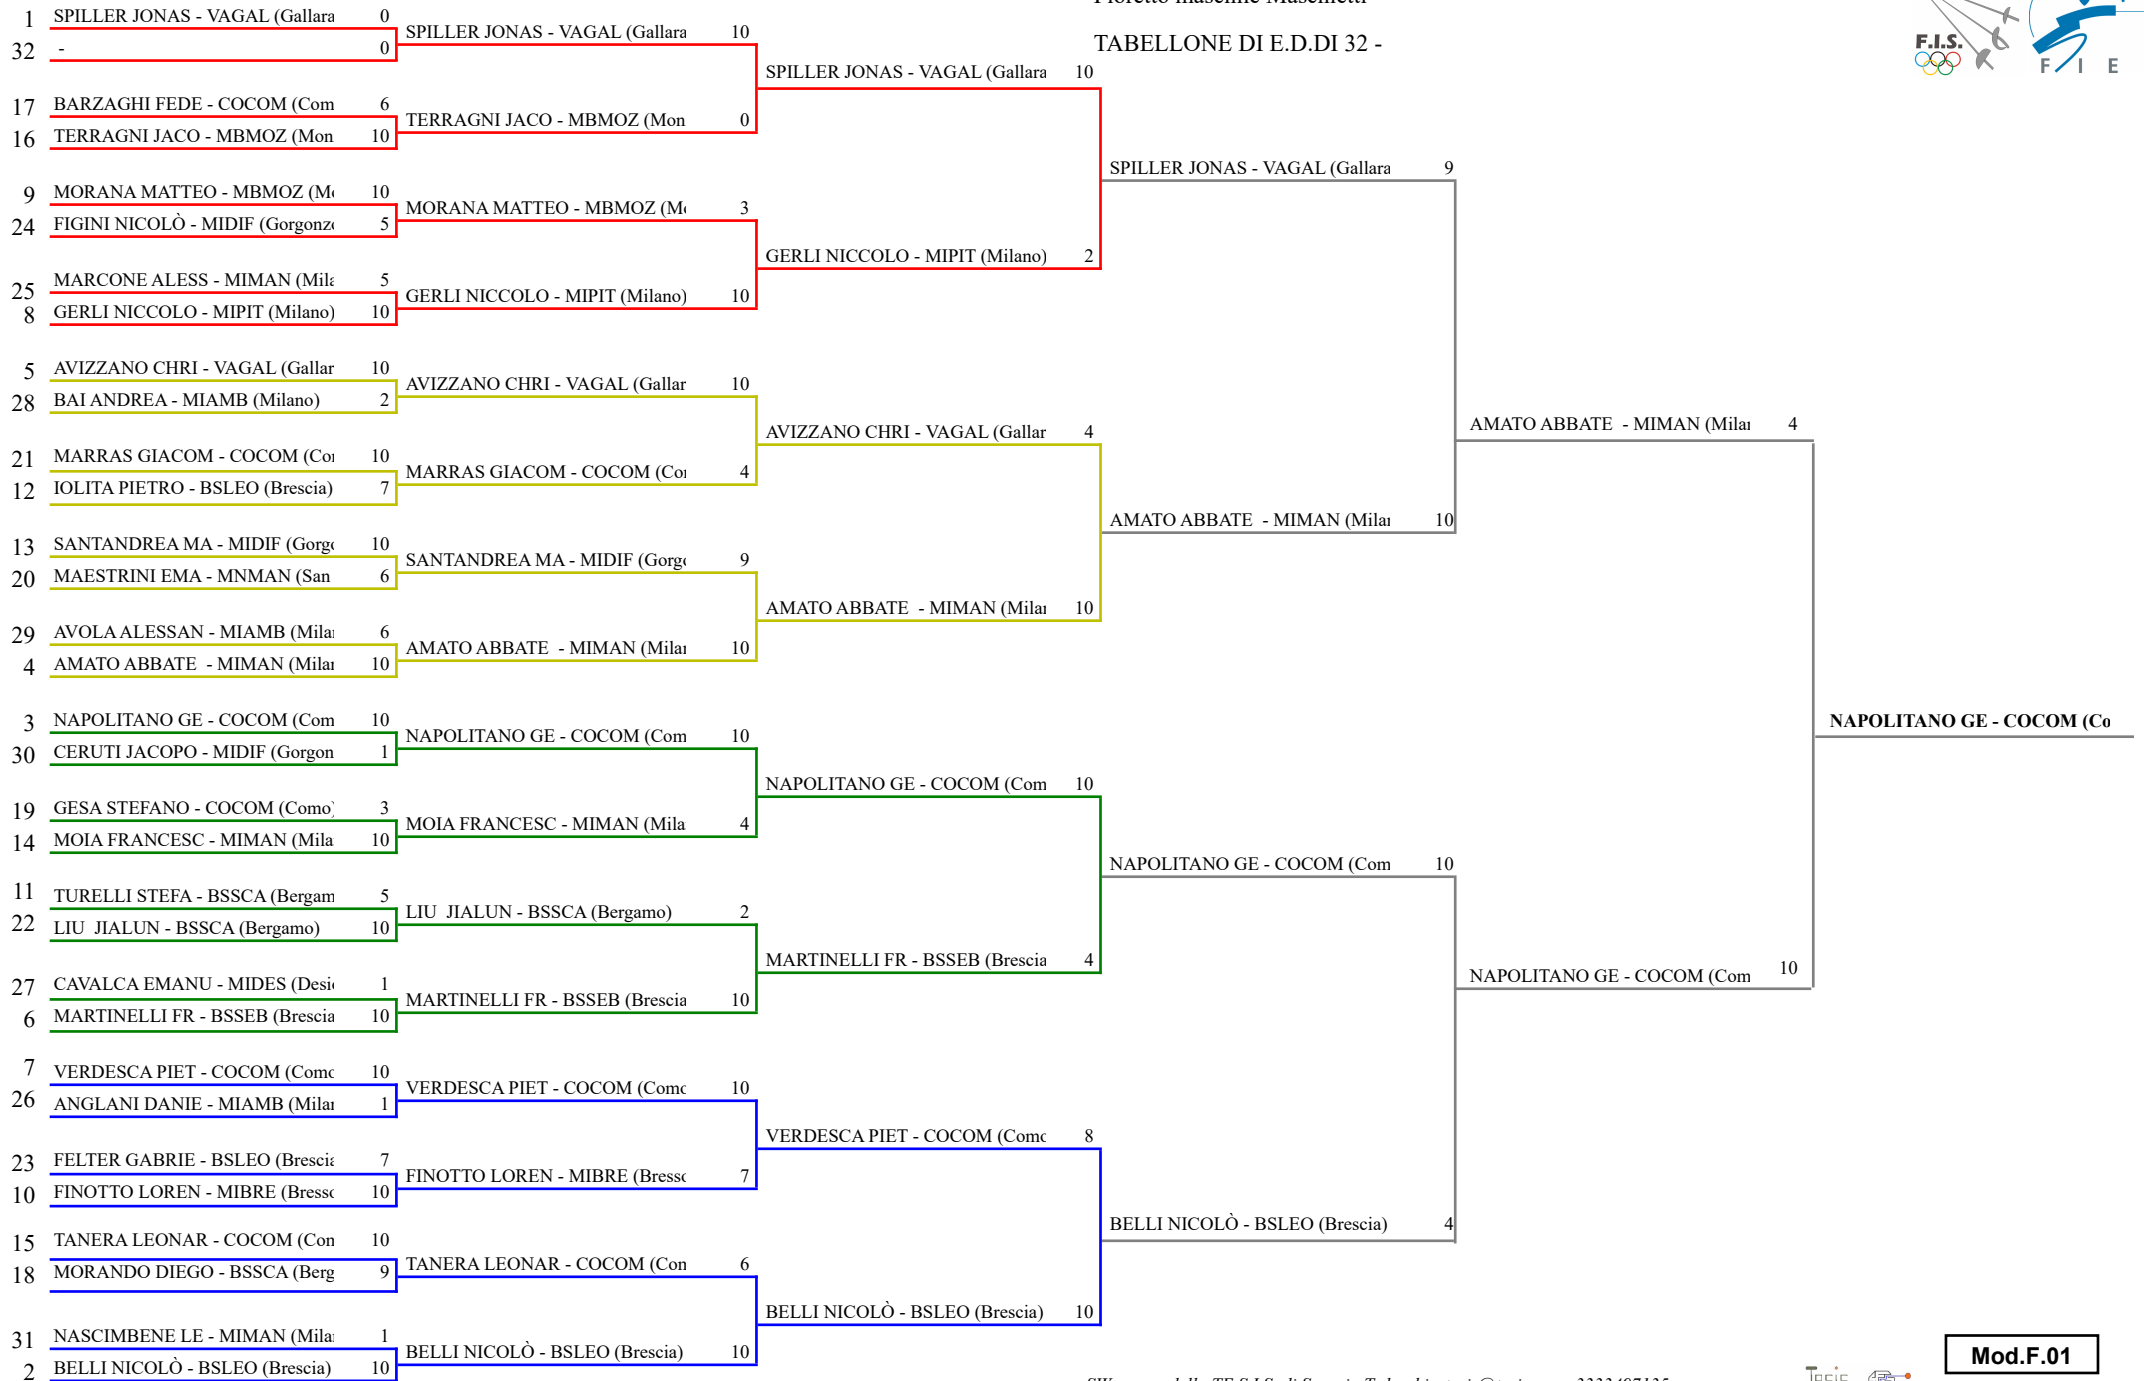 TABELLONE DI E.D.DI 32 -
F.I.S.
F I E
1 SPILLER JONAS - VAGAL (Gallara 0
32 - 0
17 BARZAGHI FEDE - COCOM (Com 6
16 TERRAGNI JACO - MBMOZ (Mon 10
9 MORANA MATTEO - MBMOZ (M 10
24 FIGINI NICOLÒ - MIDIF (Gorgonz 5
25 MARCONE ALESS - MIMAN (Mila 5
8 GERLI NICCOLO - MIPIT (Milano) 10
5 AVIZZANO CHRI - VAGAL (Gallar 10
28 BAI ANDREA - MIAMB (Milano) 2
21 MARRAS GIACOM - COCOM (Co 10
12 IOLITA PIETRO - BSLEO (Brescia) 7
13 SANTANDREA MA - MIDIF (Gorg 10
20 MAESTRINI EMA - MNMAN (San 6
29 AVOLA ALESSAN - MIAMB (Mila 6
4 AMATO ABBATE - MIMAN (Mila 10
3 NAPOLITANO GE - COCOM (Com 10
30 CERUTI JACOPO - MIDIF (Gorgon 1
19 GESA STEFANO - COCOM (Como) 3
14 MOIA FRANCESC - MIMAN (Mila 10
11 TURELLI STEFA - BSSCA (Bergam 5
22 LIU JIALUN - BSSCA (Bergamo) 10
27 CAVALCA EMANU - MIDES (Desi 1
6 MARTINELLI FR - BSSEB (Brescia 10
7 VERDESCA PIET - COCOM (Como 10
26 ANGLANI DANIE - MIAMB (Mila 1
23 FELTER GABRIE - BSLEO (Brescia 7
10 FINOTTO LOREN - MIBRE (Bresso 10
15 TANERA LEONAR - COCOM (Con 10
18 MORANDO DIEGO - BSSCA (Berg 9
31 NASCIMBENE LE - MIMAN (Mila 1
2 BELLI NICOLÒ - BSLEO (Brescia) 10
SPILLER JONAS - VAGAL (Gallara 10
TERRAGNI JACO - MBMOZ (Mon 0
MORANA MATTEO - MBMOZ (M 3
GERLI NICCOLO - MIPIT (Milano) 10
AVIZZANO CHRI - VAGAL (Gallar 10
MARRAS GIACOM - COCOM (Co 4
SANTANDREA MA - MIDIF (Gorg 9
AMATO ABBATE - MIMAN (Mila 10
NAPOLITANO GE - COCOM (Com 10
MOIA FRANCESC - MIMAN (Mila 4
LIU JIALUN - BSSCA (Bergamo) 2
MARTINELLI FR - BSSEB (Brescia 10
VERDESCA PIET - COCOM (Como 10
FINOTTO LOREN - MIBRE (Bresso 7
TANERA LEONAR - COCOM (Con 6
BELLI NICOLÒ - BSLEO (Brescia) 10
SPILLER JONAS - VAGAL (Gallara 10
GERLI NICCOLO - MIPIT (Milano) 2
AVIZZANO CHRI - VAGAL (Gallar 4
AMATO ABBATE - MIMAN (Mila 10
NAPOLITANO GE - COCOM (Com 10
MARTINELLI FR - BSSEB (Brescia 4
VERDESCA PIET - COCOM (Como 8
BELLI NICOLÒ - BSLEO (Brescia) 10
SPILLER JONAS - VAGAL (Gallara 9
AMATO ABBATE - MIMAN (Mila 10
NAPOLITANO GE - COCOM (Com 10
BELLI NICOLÒ - BSLEO (Brescia) 4
AMATO ABBATE - MIMAN (Mila 4
NAPOLITANO GE - COCOM (Com 10
NAPOLITANO GE - COCOM (Co
Mod.F.01